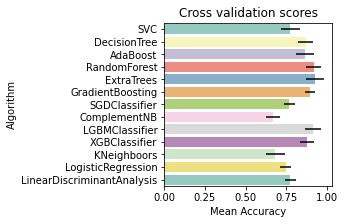 Cross validation scores
Algorithm
SVC
DecisionTree
AdaBoost
RandomForest
ExtraTrees
GradientBoosting
SGDClassifier
ComplementNB
LGBMClassifier
XGBClassifier
KNeighboors
LogisticRegression
LinearDiscriminantAnalysis
0.00 0.25 0.50 0.75 1.00
Mean Accuracy